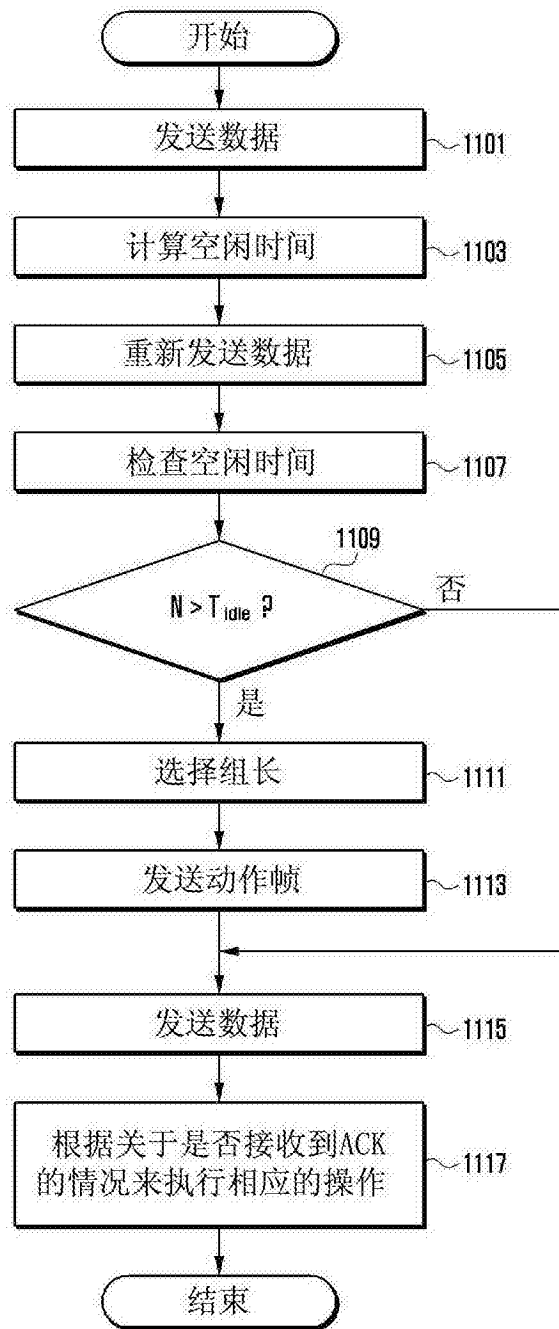 开始
发送数据
1101
计算空闲时间
1103
重新发送数据
1105
检查空闲时间
1107
1109
N > Tidle ?
否
是
选择组长
1111
发送动作帧
1113
发送数据
1115
根据关于是否接收到ACK
的情况来执行相应的操作
1117
结束